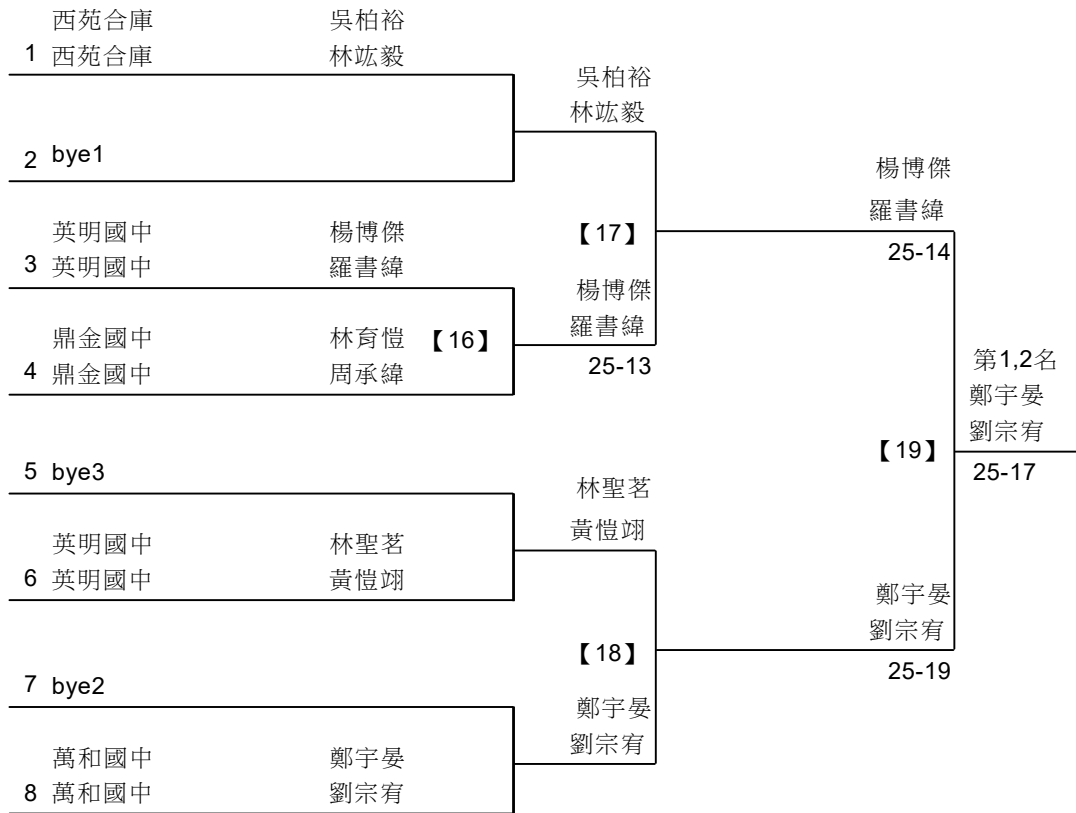 西苑合庫 吳柏裕
1 西苑合庫 林竑毅
吳柏裕
林竑毅
2 bye1
楊博傑
羅書緯
25-14
英明國中 楊博傑
3 英明國中 羅書緯
【17】
楊博傑
羅書緯
25-13
鼎金國中 林育愷
【16】
4 鼎金國中 周承緯
第1,2名
鄭宇晏
劉宗宥
25-17
【19】
5 bye3
林聖茗
黃愷翊
英明國中 林聖茗
6 英明國中 黃愷翊
鄭宇晏
劉宗宥
25-19
【18】
7 bye2
鄭宇晏
劉宗宥
萬和國中 鄭宇晏
8 萬和國中 劉宗宥